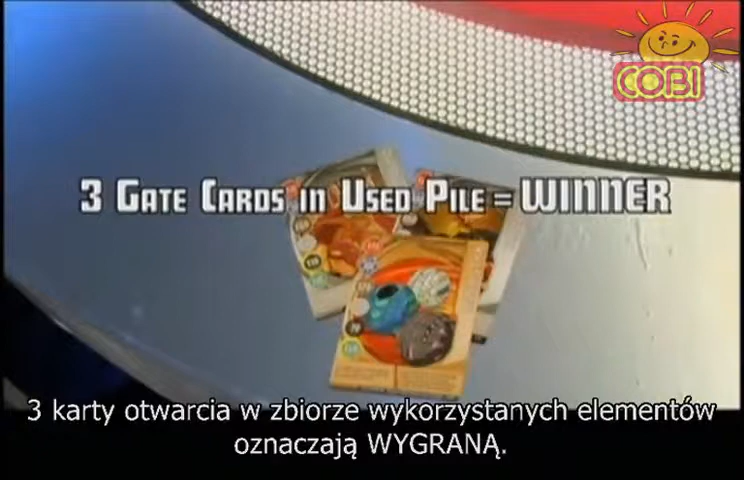 COBI
3 GATE CARDS IN USED PILE = WINNER
3 karty otwarcia w zbiorze wykorzystanych elementów
oznaczają WYGRANĄ.